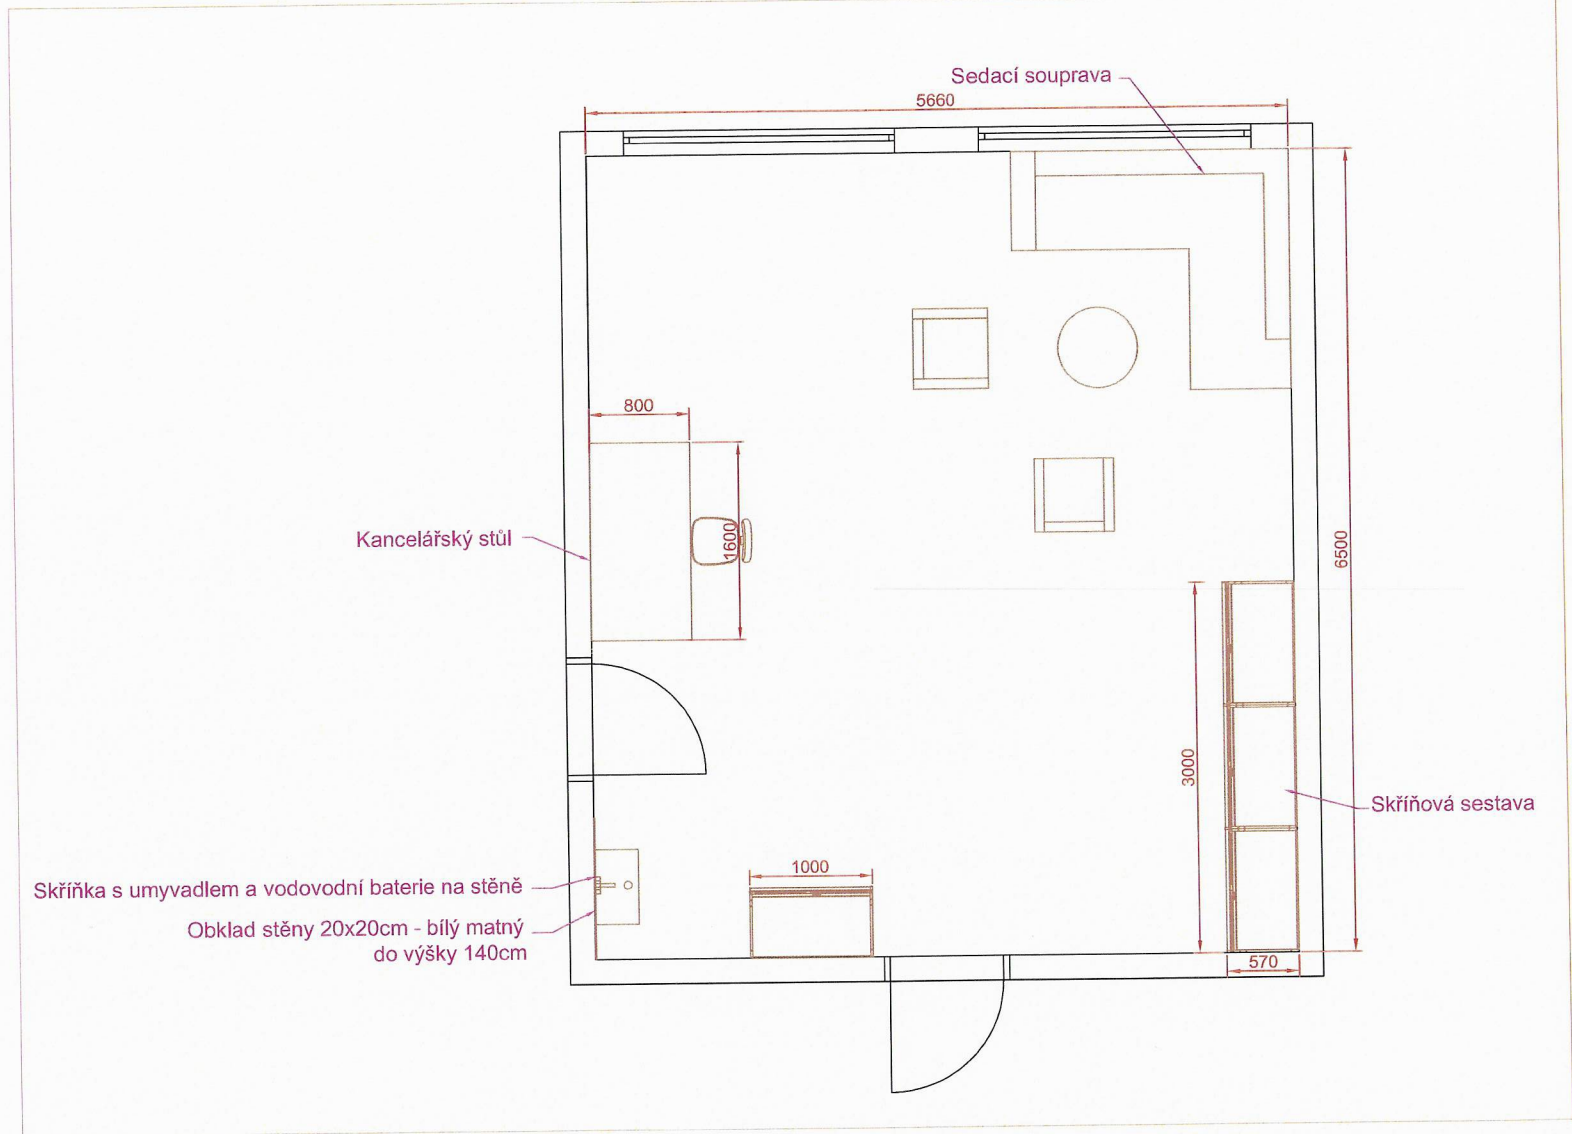 Sedací souprava
5660
800
Kancelářský stůl
1600
6500
3000
Skříňová sestava
1000
Skříňka s umyvadlem a vodovodní baterie na stěně
Obklad stěny 20x20cm - bílý matný
do výšky 140cm
570